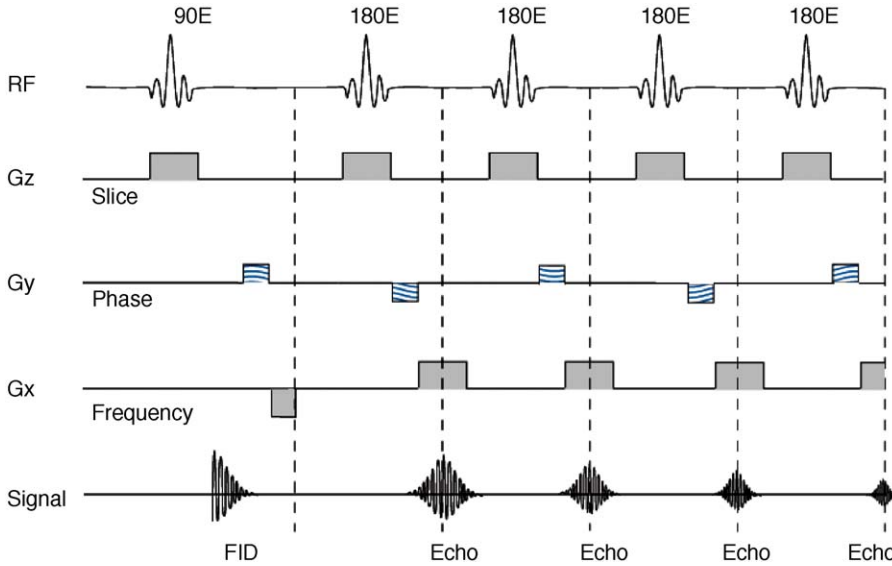 90E 180E 180E 180E 180E
RF
Gz
Slice
Gy
Phase
Gx
Frequency
Signal
FID Echo Echo Echo Echo